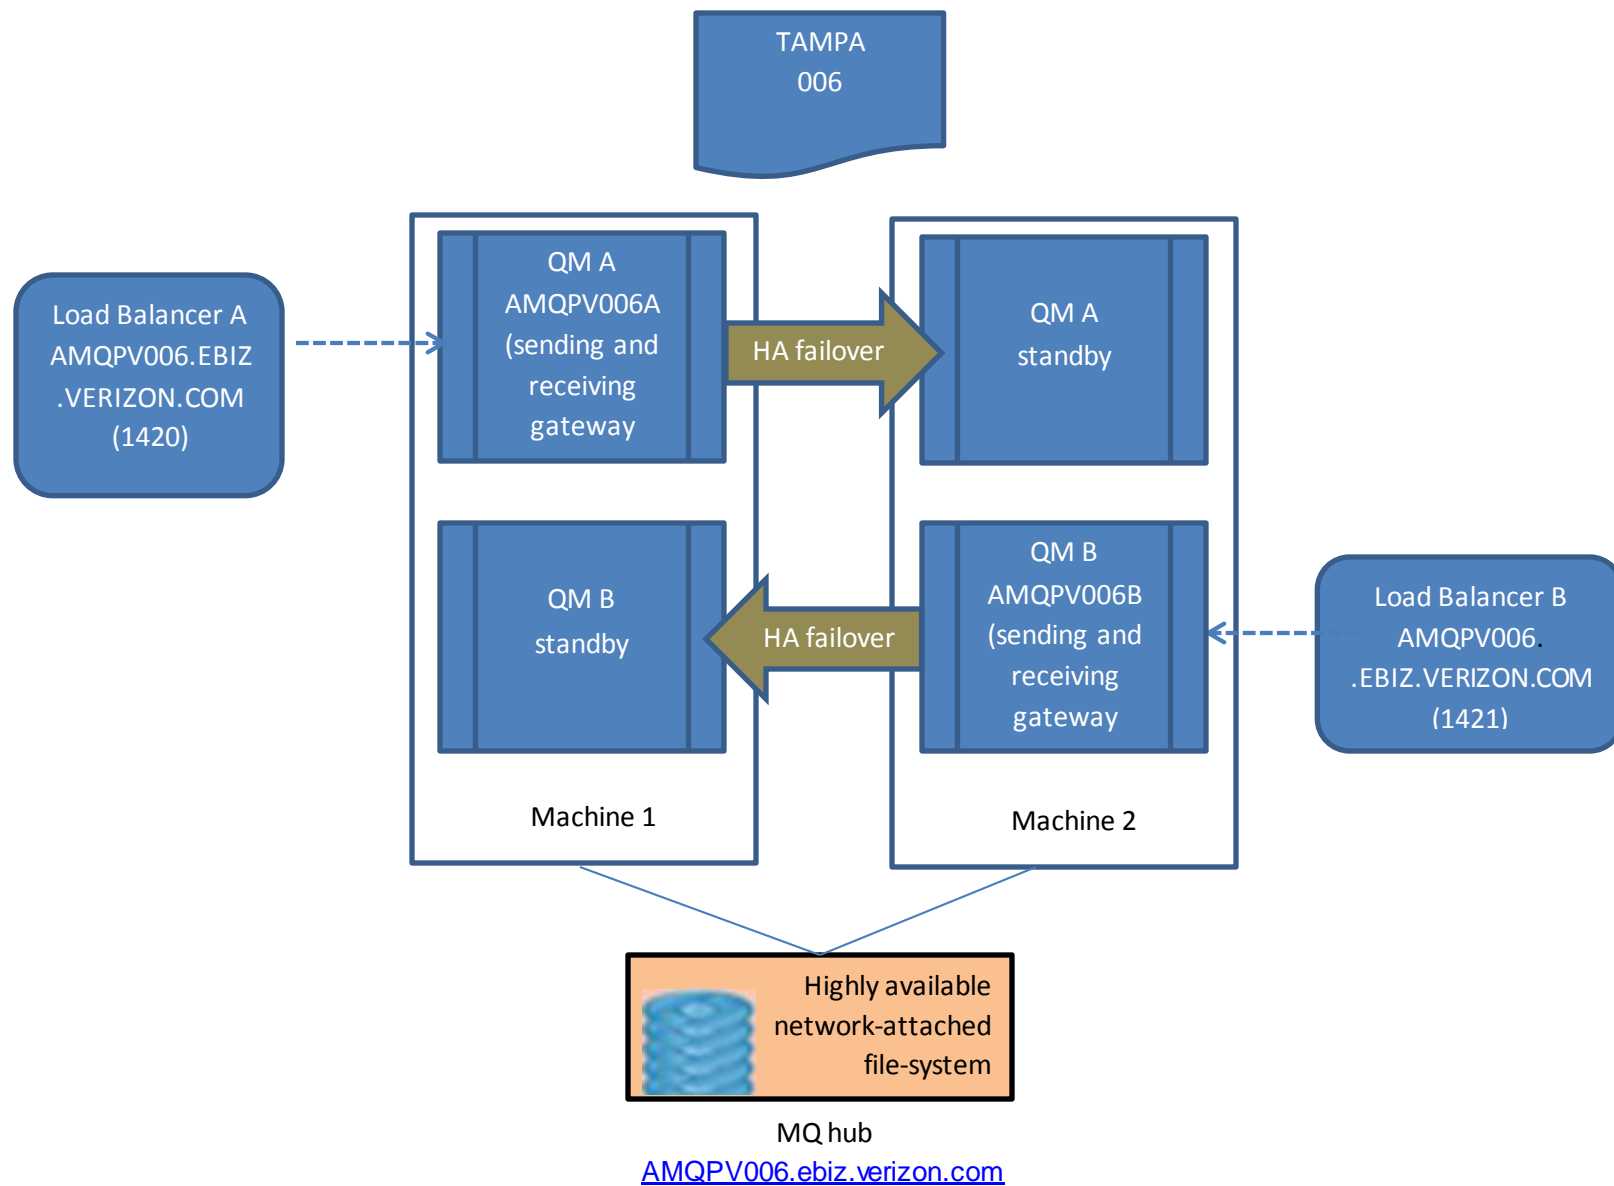 TAMPA
006
Load Balancer A
AMQPV006.EBIZ
.VERIZON.COM
(1420)
QM A
AMQPV006A
(sending and
receiving
gateway
HA failover
QM A
standby
QM B
standby
HA failover
QM B
AMQPV006B
(sending and
receiving
gateway
Load Balancer B
AMQPV006.
.EBIZ.VERIZON.COM
(1421)
Machine 1
Machine 2
Highly available
network-attached
file-system
MQ hub
AMQPV006.ebiz.verizon.com